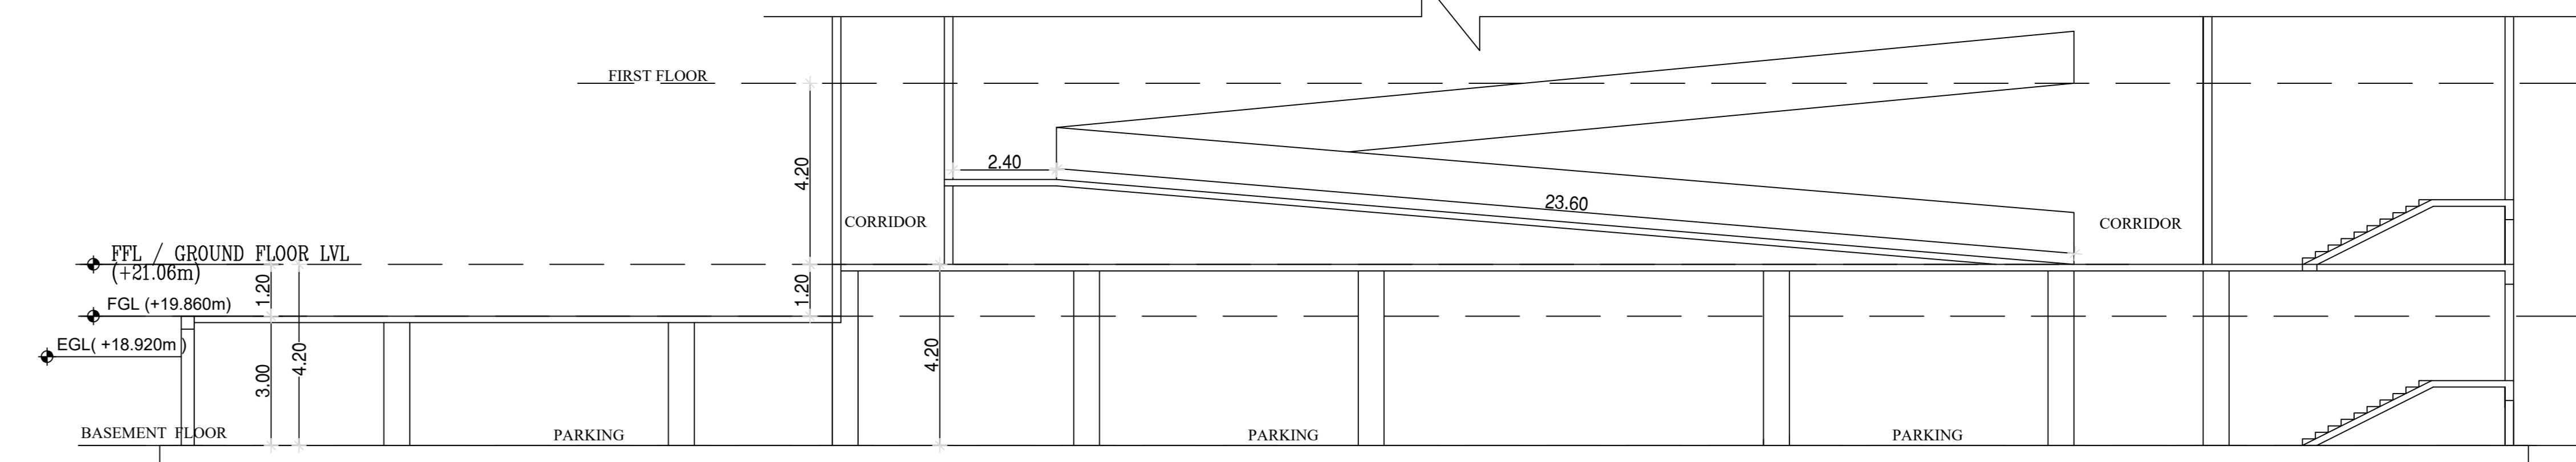 FIRST FLOOR
4.20
2.40
23.60
CORRIDOR
CORRIDOR
FFL / GROUND FLOOR LVL
(+21.06m)
1.20
1.20
FGL (+19.860m)
EGL( +18.920m )
4.20
4.20
3.00
BASEMENT FLOOR
PARKING
PARKING
PARKING